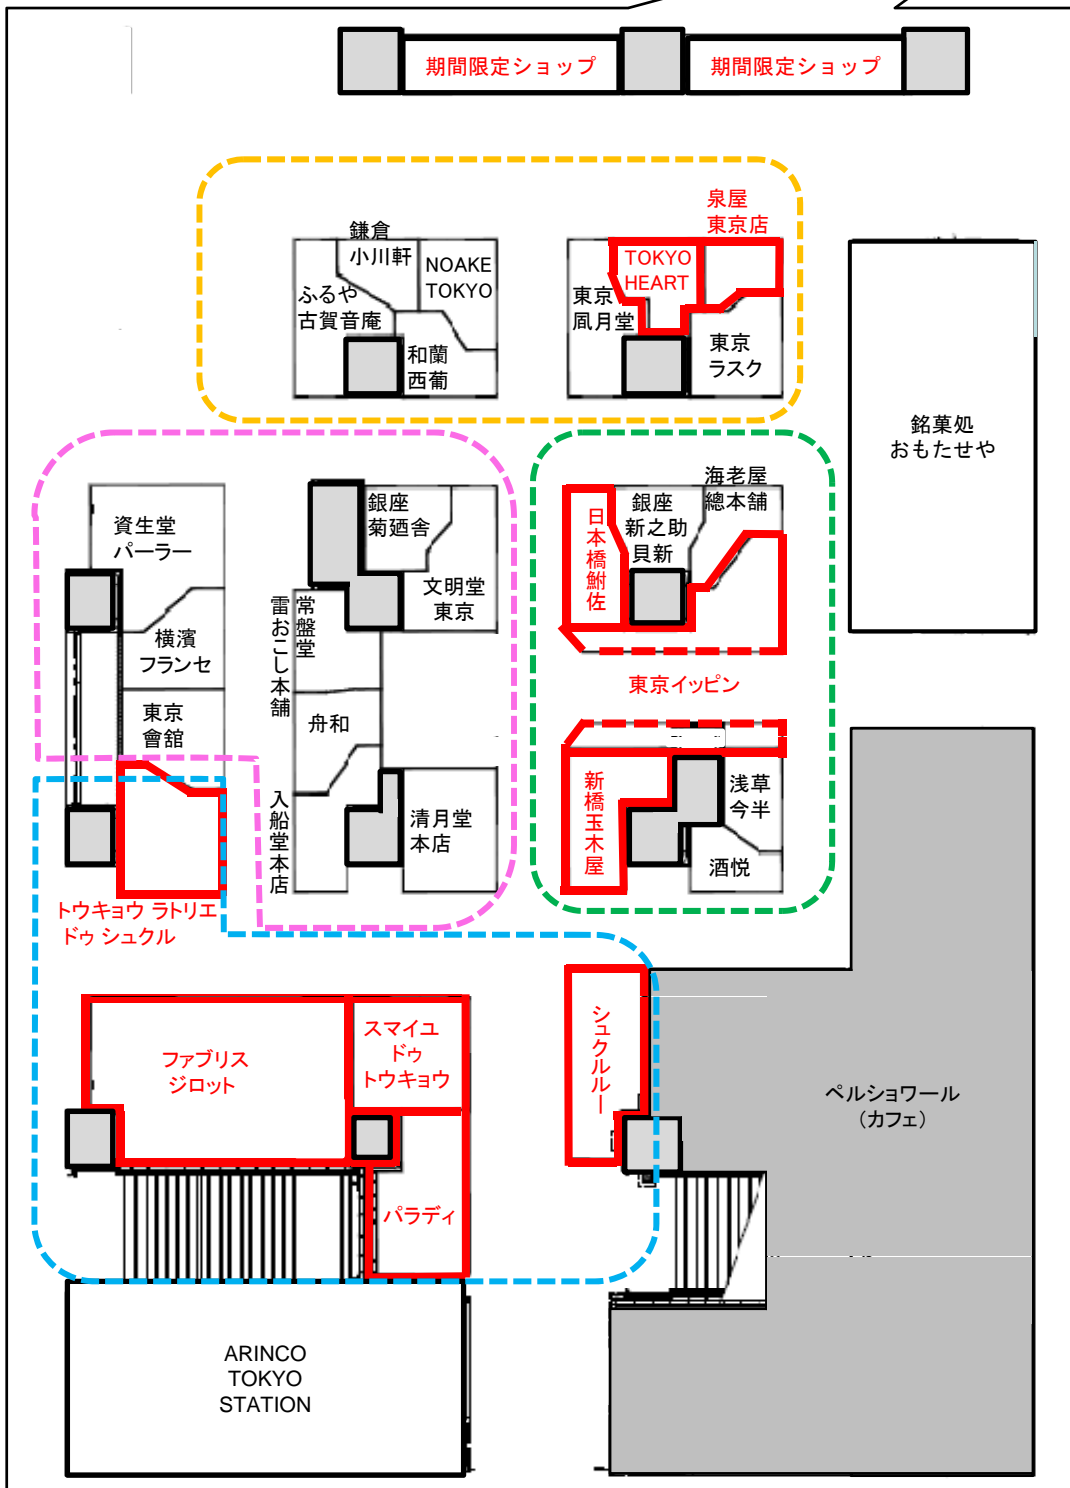 期間限定ショップ
期間限定ショップ
泉屋
東京店
鎌倉
小川軒
NOAKE
TOKYO
ふるや
古賀音庵
和蘭
西葡
TOKYO
HEART
東京
凮月堂
東京
ラスク
銘菓処
おもたせや
資生堂
パーラー
横濱
フランセ
東京
會舘
銀座
菊廼舎
文明堂
東京
常盤堂
雷おこし本舗
舟和
入船堂本店
清月堂
本店
日本橋鮒佐
銀座
新之助
貝新
海老屋
總本舗
東京イッピン
新橋玉木屋
浅草
今半
酒悦
トウキョウ ラトリエ
ドゥ シュクル
ファブリス
ジロット
スマイユ
ドゥ
トウキョウ
パラディ
シュクルルー
ペルショワール
（カフェ）
ARINCO
TOKYO
STATION